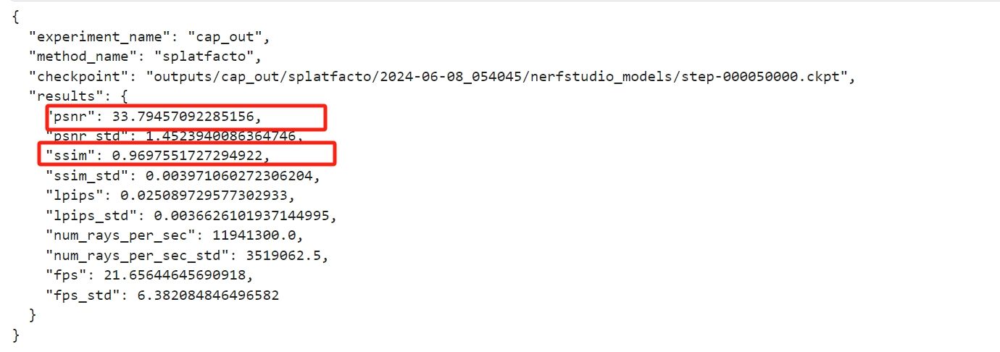 {
"experiment_name": "cap_out",
"method_name": "splatfacto",
"checkpoint": "outputs/cap_out/splatfacto/2024-06-08_054045/nerfstudio_models/step-000050000.ckpt",
"results": {
"psnr": 33.79457092285156,
"psnr_std": 1.4523940086364746,
"ssim": 0.9697551727294922,
"ssim_std": 0.003971060272306204,
"lpips": 0.025089729577302933,
"lpips_std": 0.0036626101937144995,
"num_rays_per_sec": 11941300.0,
"num_rays_per_sec_std": 3519062.5,
"fps": 21.65644645690918,
"fps_std": 6.382084846496582
}
}